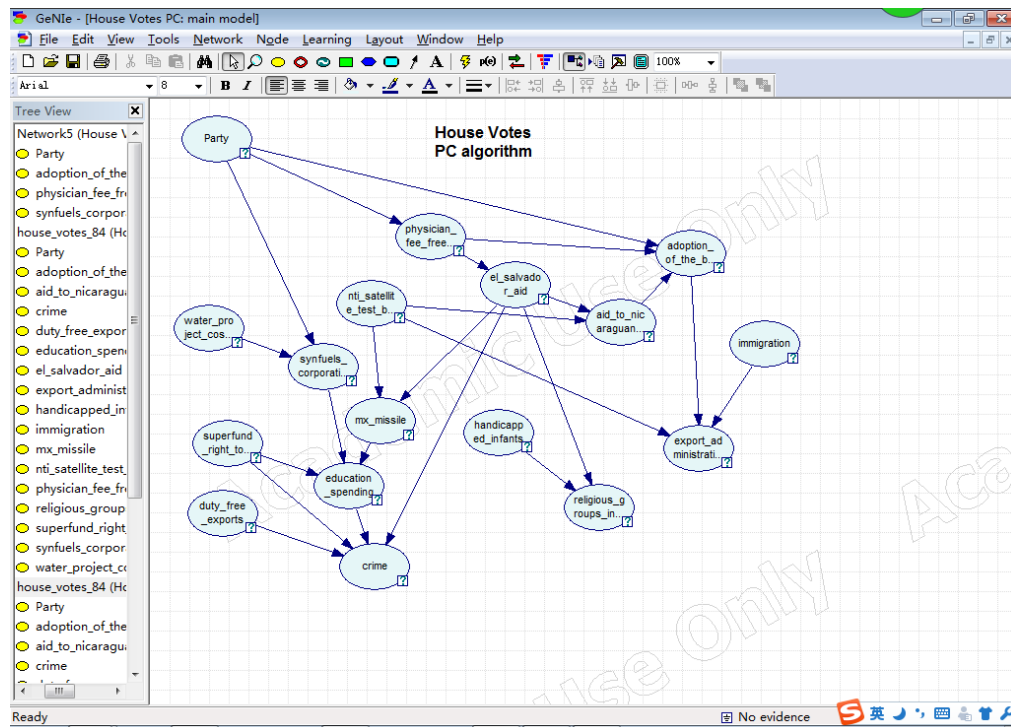 GeNIe - [House Votes PC: main model]
File Edit View Tools Network Node Learning Layout Window Help
100%
Arial 8 B I A
Tree View
Network5 (House V
Party
adoption_of_the
physician_fee_fre
synfuels_corpor
house_votes_84 (Ho
Party
adoption_of_the
aid_to_nicaragu
crime
duty_free_expor
education_spen
el_salvador_aid
export_administ
handicapped_in
immigration
mx_missile
nti_satellite_test_
physician_fee_fr
religious_group
superfund_right
synfuels_corpor
water_project_co
house_votes_84 (Ho
Party
adoption_of_the
aid_to_nicaragu
crime
House Votes
PC algorithm
Party
physician_
fee_free...
adoption_
of_the_b...
el_salvado
r_aid
nti_satellit
e_test_b...
aid_to_nic
araguan...
water_pro
ject_cos...
immigration
synfuels_
corporati...
mx_missile
handicapp
ed_infants
superfund
_right_to...
export_ad
ministrati...
education
_spending
religious_g
roups_in...
duty_free
_exports
crime
Academic Use Only
Aca
Use Only
Ready
No evidence
英